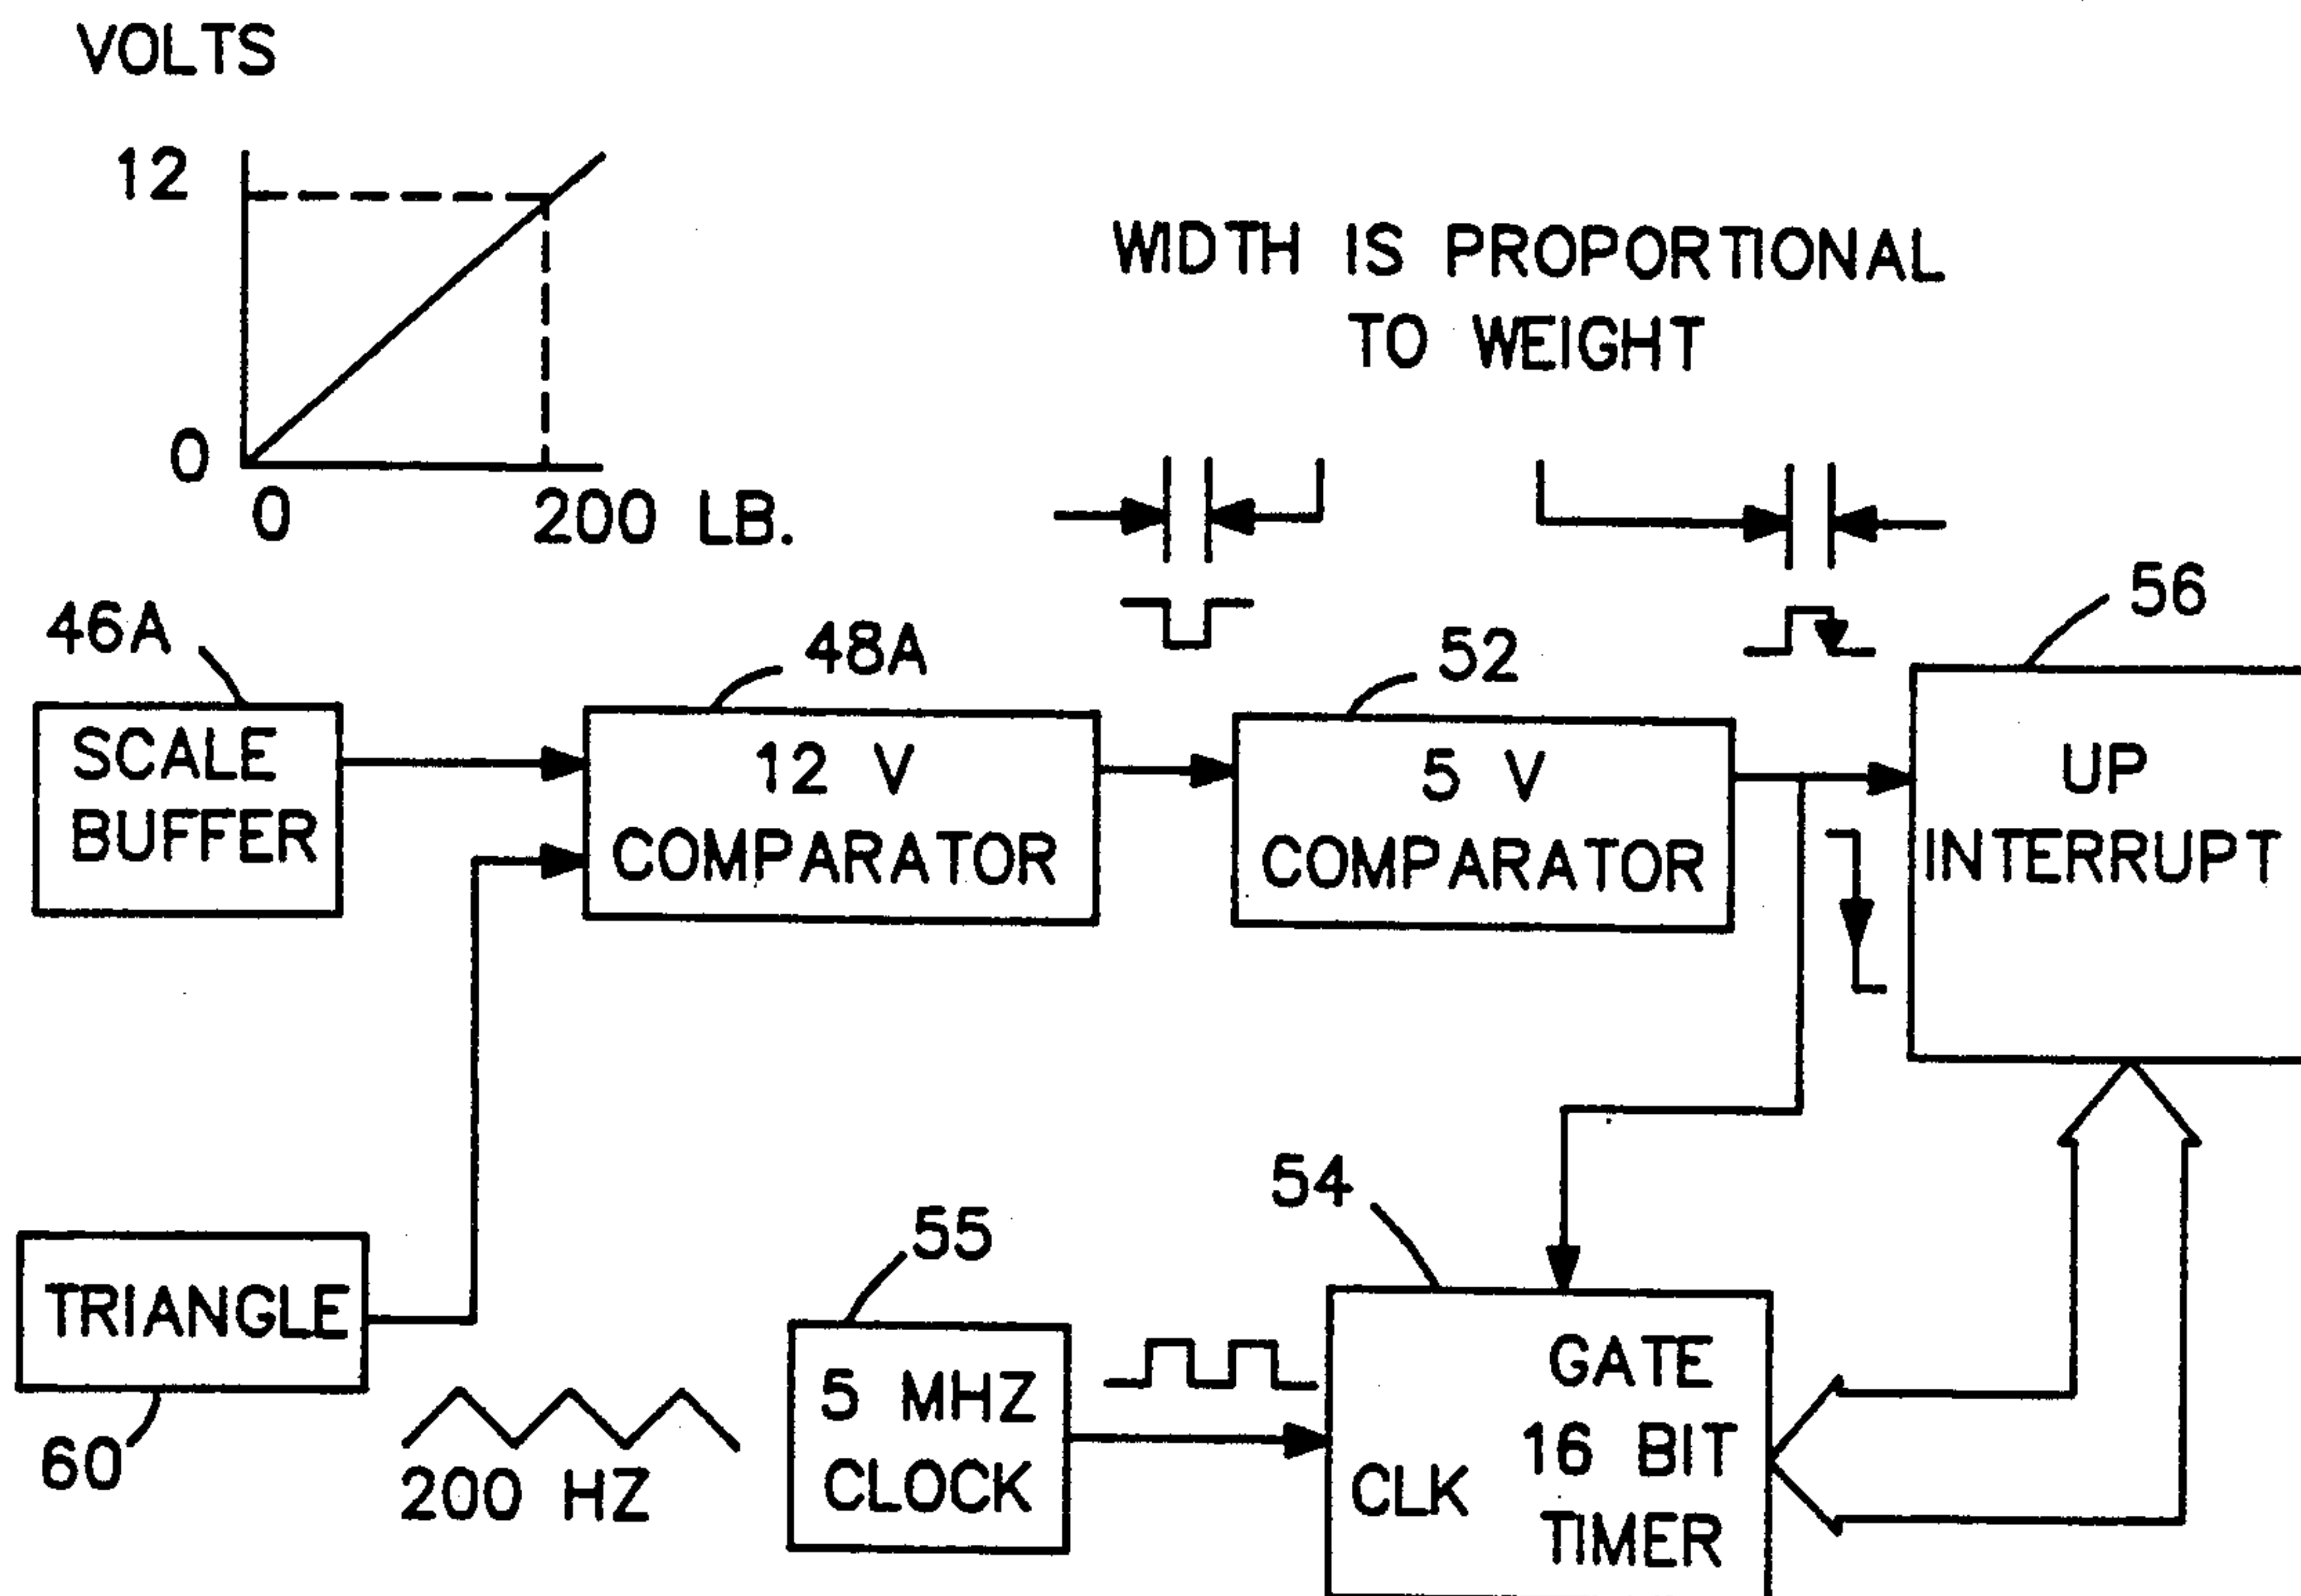 VOLTS
12
0
0
200 LB.
WIDTH IS PROPORTIONAL
TO WEIGHT
46A
48A
52
56
SCALE
BUFFER
12 V
COMPARATOR
5 V
COMPARATOR
UP
INTERRUPT
TRIANGLE
60
200 HZ
55
5 MHZ
CLOCK
54
GATE
16 BIT
CLK
TIMER